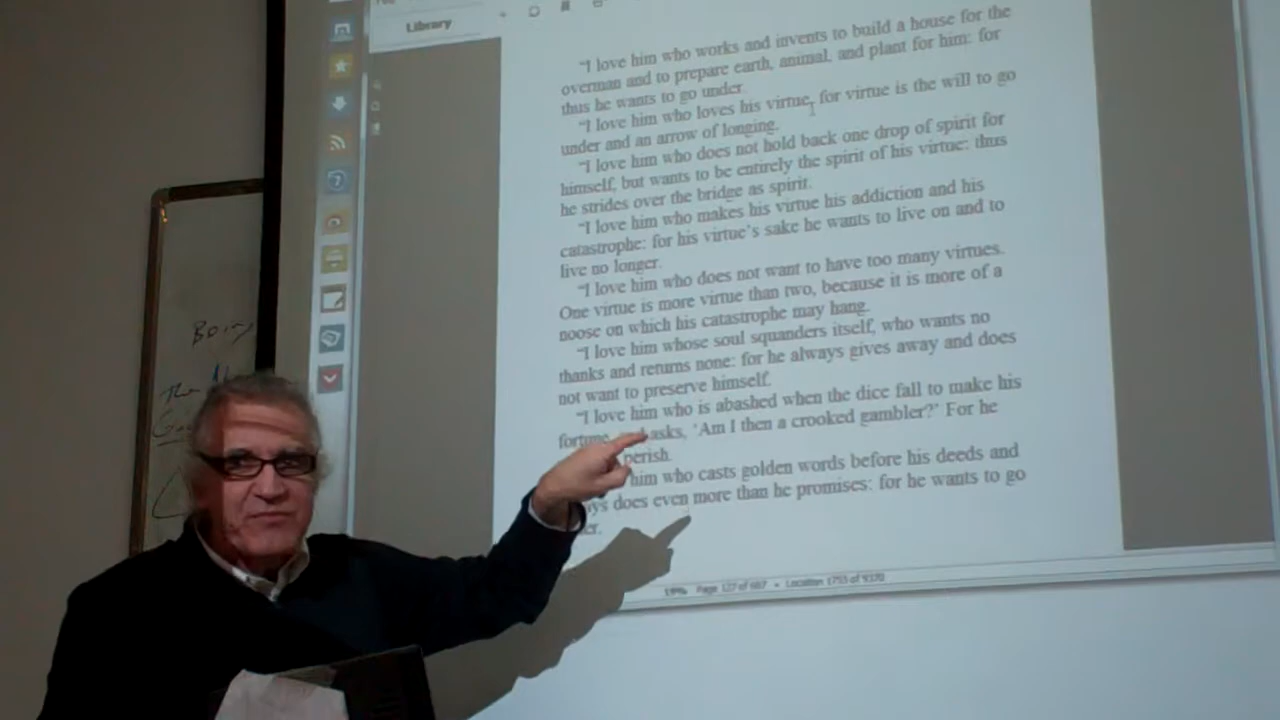 Library
"I love him who works and invents to build a house for the
overman and to prepare earth, animal, and plant for him: for
thus he wants to go under.
"I love him who loves his virtue, for virtue is the will to go
under and an arrow of longing.
"I love him who does not hold back one drop of spirit for
himself, but wants to be entirely the spirit of his virtue: thus
he strides over the bridge as spirit.
"I love him who makes his virtue his addiction and his
catastrophe: for his virtue's sake he wants to live on and to
live no longer.
"I love him who does not want to have too many virtues.
One virtue is more virtue than two, because it is more of a
noose on which his catastrophe may hang.
"I love him whose soul squanders itself, who wants no
thanks and returns none: for he always gives away and does
not want to preserve himself.
"I love him who is abashed when the dice fall to make his
fortune asks, 'Am I then a crooked gambler?' For he
perish.
him who casts golden words before his deeds and
does even more than he promises: for he wants to go
19% Page 127 of 687 • Location 1755 of 9320
The